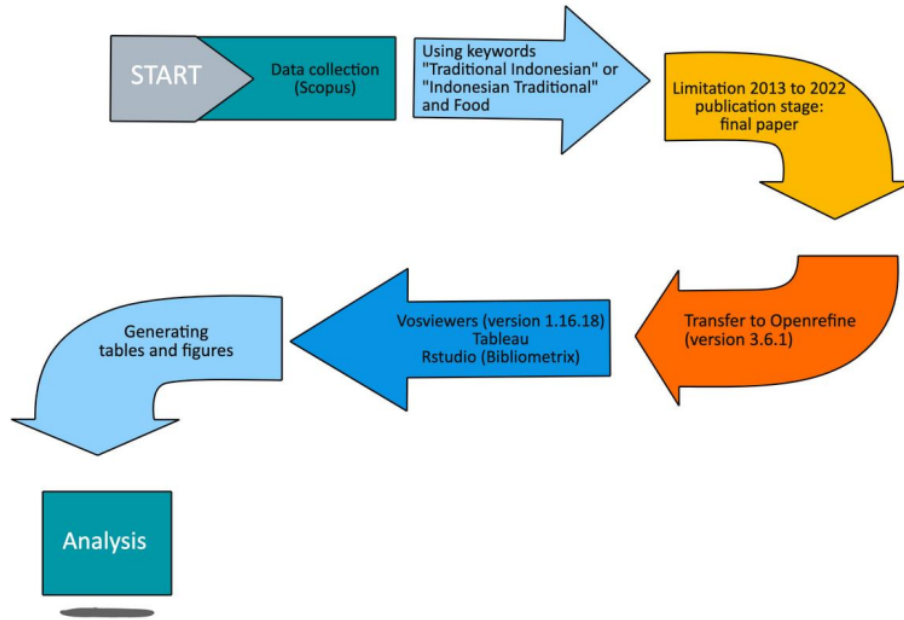 START
Data collection
(Scopus)
Using keywords
"Traditional Indonesian" or
"Indonesian Traditional"
and Food
Limitation 2013 to 2022
publication stage:
final paper
Transfer to Openrefine
(version 3.6.1)
Vosviewers (version 1.16.18)
Tableau
Rstudio (Bibliometrix)
Generating
tables and figures
Analysis